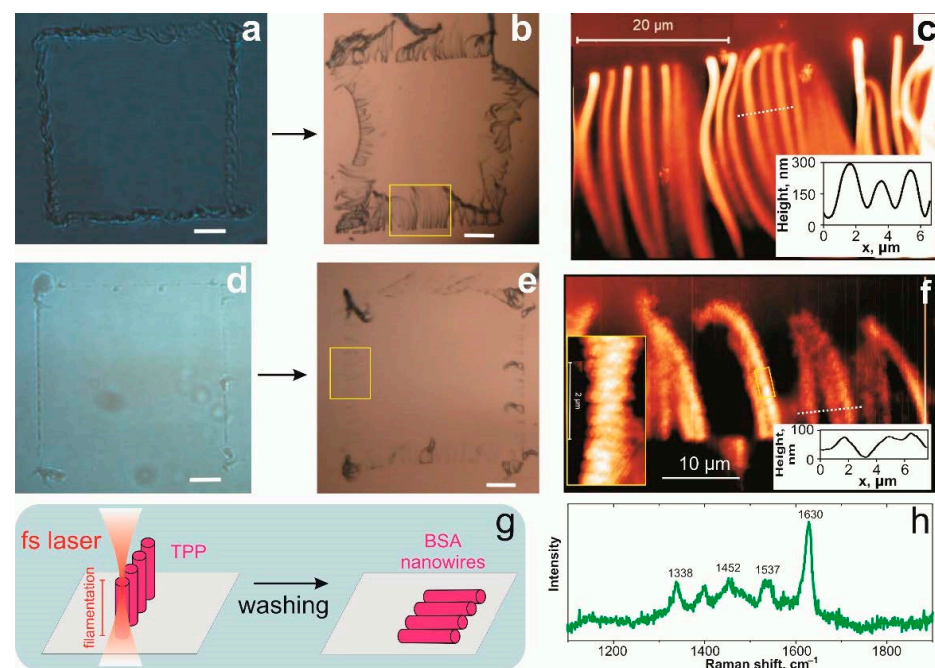 a
b
c
20 µm
Height, nm
300
150
0
0 2 4 6
x, µm
d
e
f
2 µm
10 µm
Height, nm
100
0
0 2 4 6
x, µm
g
fs laser
TPP
filamentation
washing
BSA
nanowires
h
Intensity
1338
1452
1537
1630
1200 1400 1600 1800
Raman shift, cm⁻¹